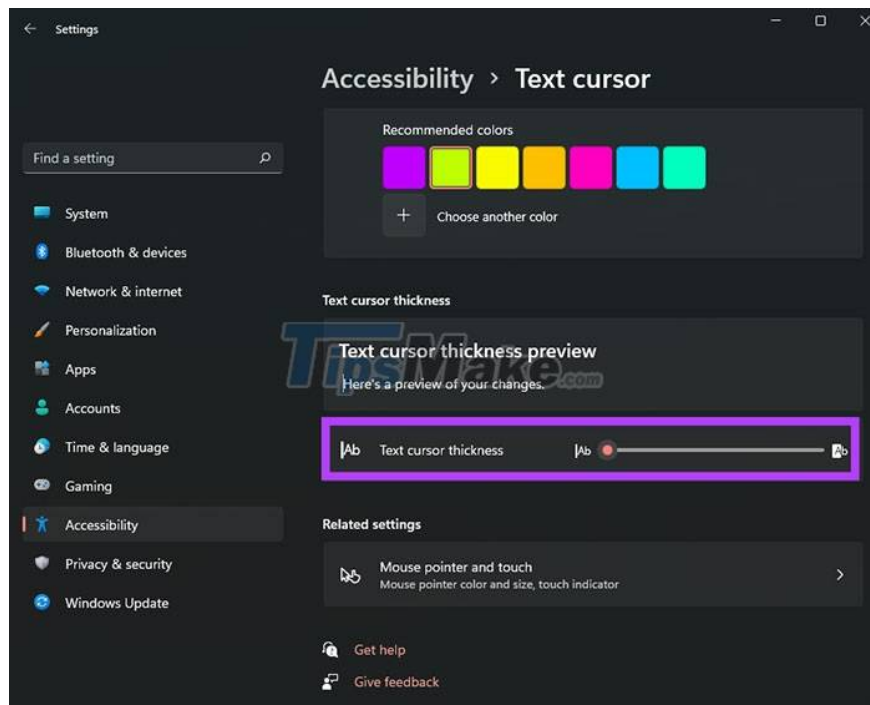 Settings
Accessibility > Text cursor
Recommended colors
Find a setting
Choose another color
System
Bluetooth & devices
Network & internet
Personalization
Apps
Accounts
Time & language
Gaming
Accessibility
Privacy & security
Windows Update
Text cursor thickness
Text cursor thickness preview
Here's a preview of your changes.
TipsMake.com
Ab Text cursor thickness Ab Ab
Related settings
Mouse pointer and touch
Mouse pointer color and size, touch indicator
Get help
Give feedback